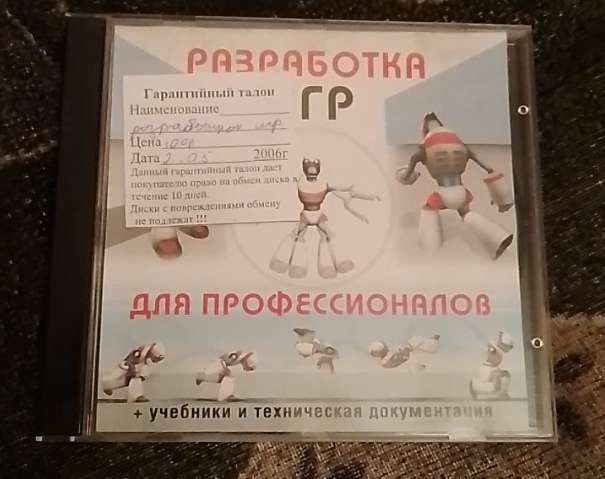 РАЗРАБОТКА
ГР
Гарантийный талон
Наименование
разработка игр
Цена 100р
Дата 2.05 2006г
Данный гарантийный талон дает
покупателю право на обмен диска в
течение 10 дней.
Диски с повреждениями обмену
не подлежат !!!
ДЛЯ ПРОФЕССИОНАЛОВ
+ учебники и техническая документация